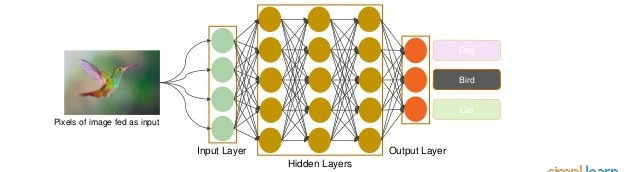 Dog
Bird
Cat
Pixels of image fed as input
Input Layer
Output Layer
Hidden Layers